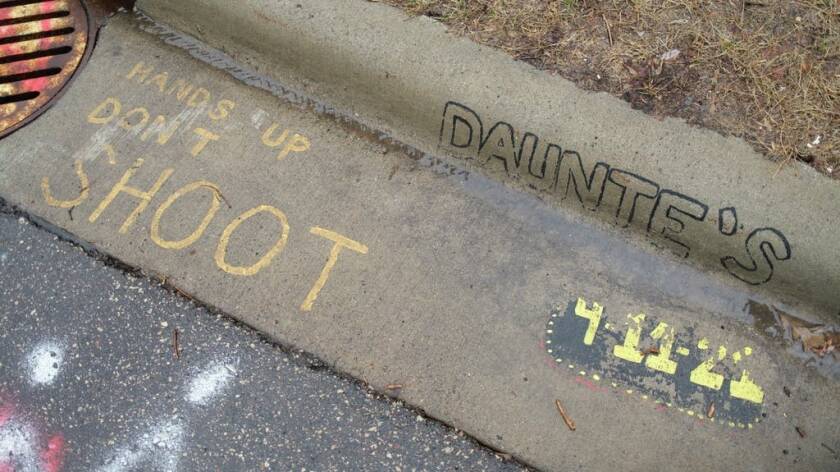 HANDS UP
DON'T
SHOOT
DAUNTE'S
4-11-21